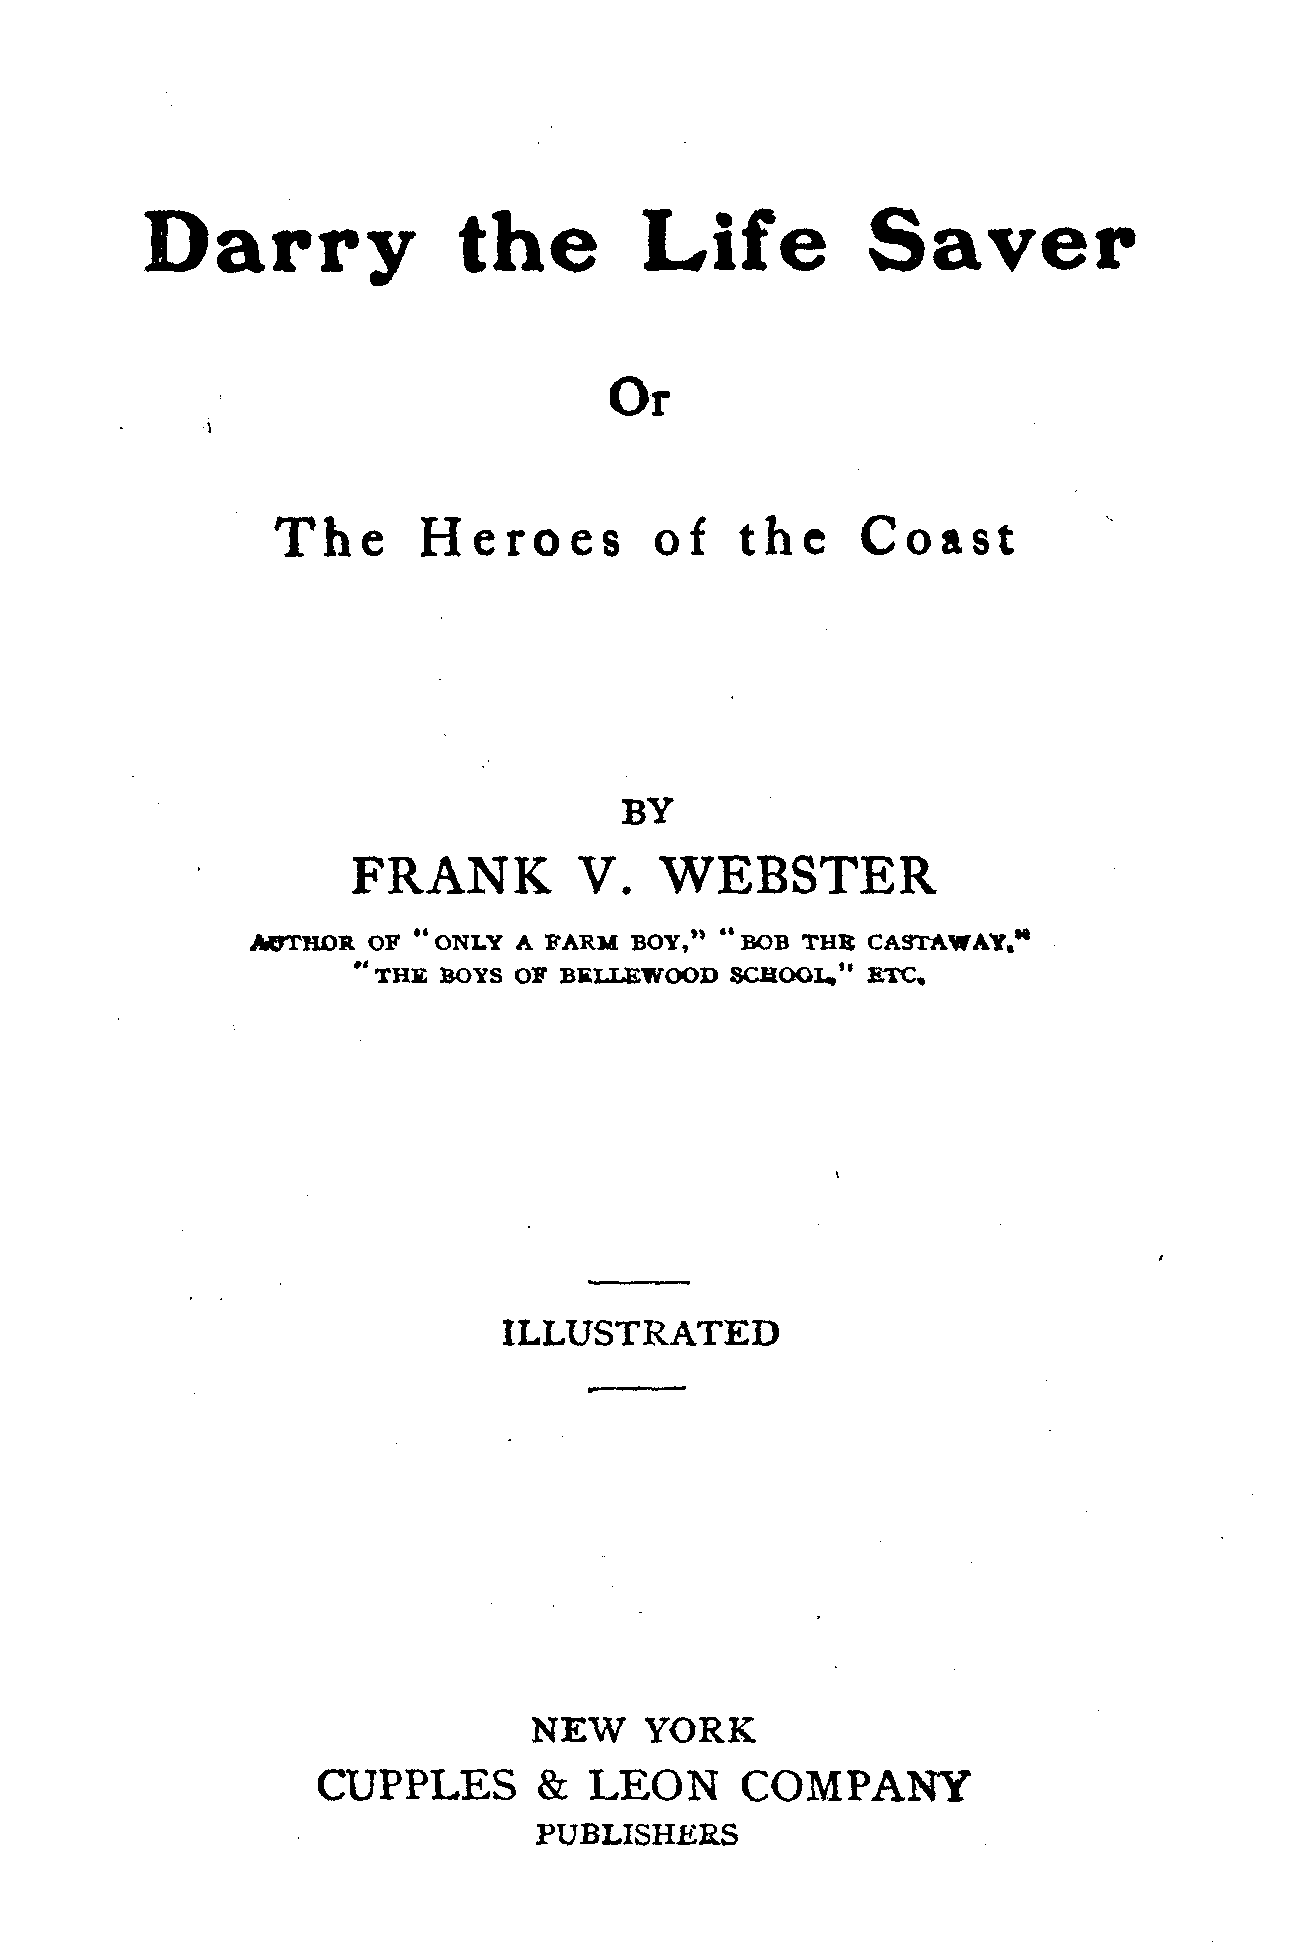 Darry the Life Saver
Or
The Heroes of the Coast
BY
FRANK V. WEBSTER
AUTHOR OF "ONLY A FARM BOY," "BOB THE CASTAWAY,"
"THE BOYS OF BELLEWOOD SCHOOL," ETC.
ILLUSTRATED
NEW YORK
CUPPLES & LEON COMPANY
PUBLISHERS